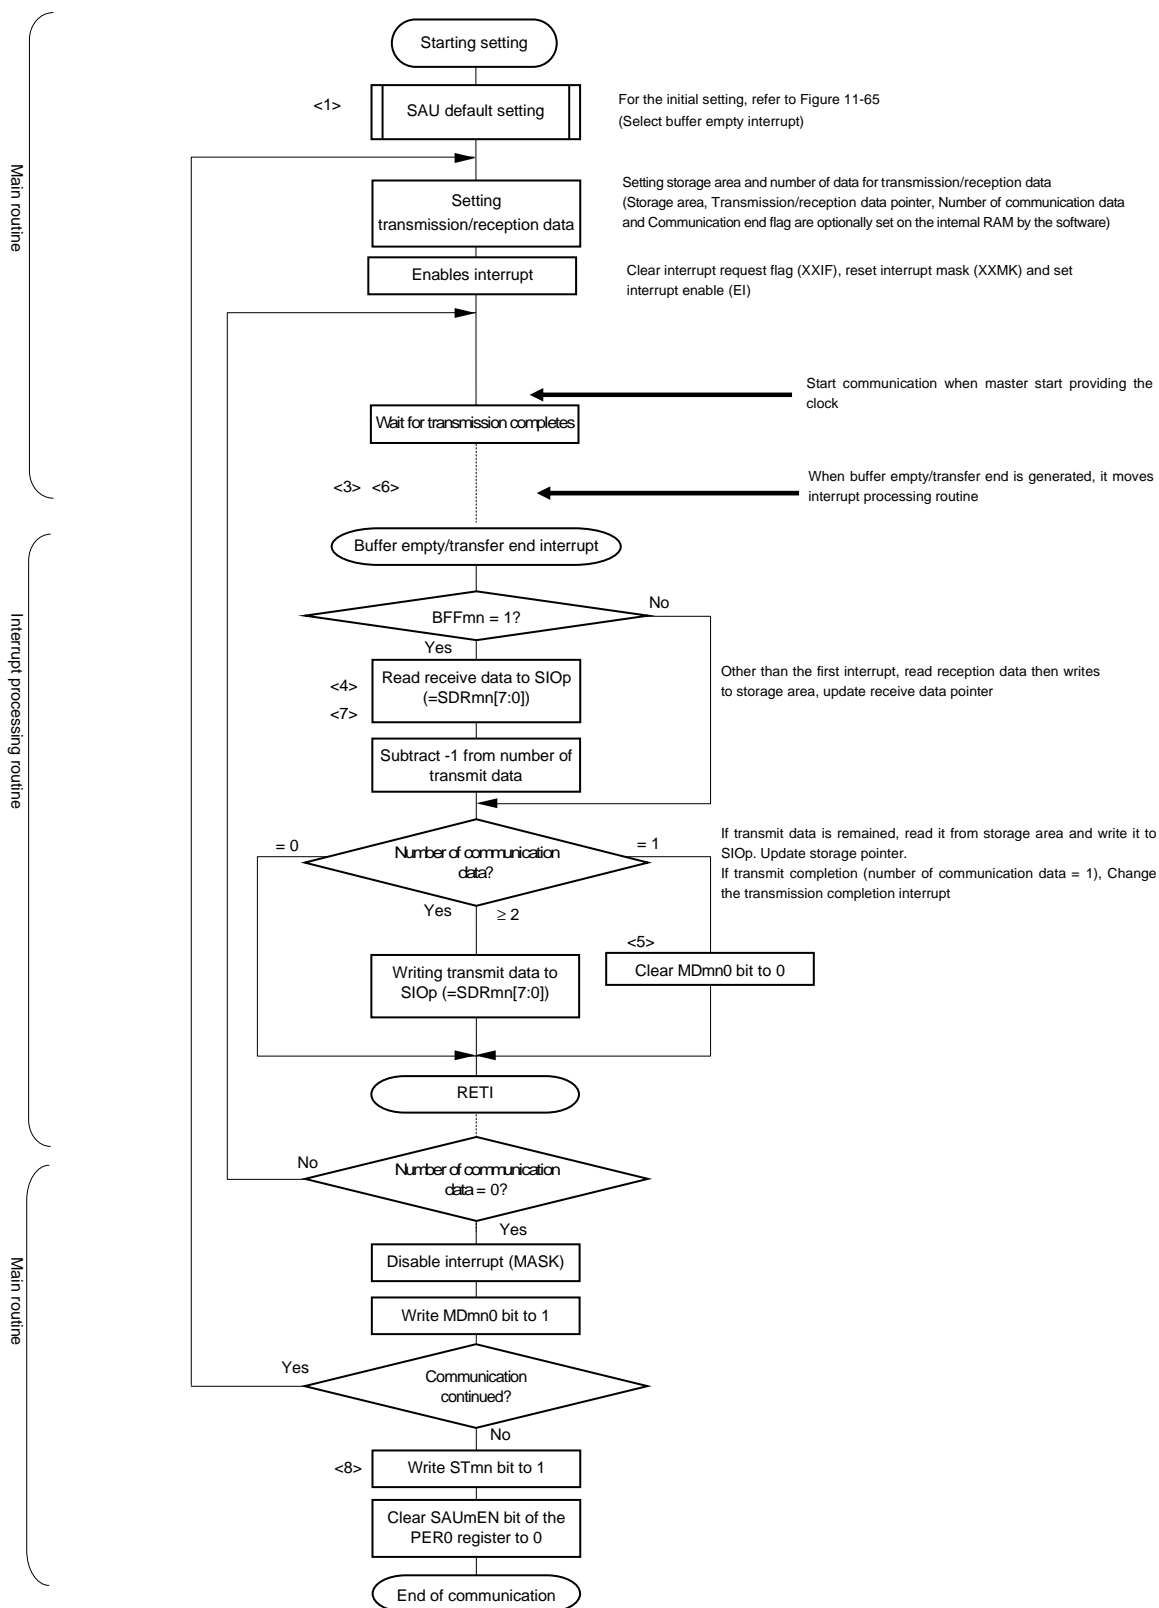 Starting setting
<1>
SAU default setting
For the initial setting, refer to Figure 11-65
(Select buffer empty interrupt)
Main routine
Setting
transmission/reception data
Setting storage area and number of data for transmission/reception data
(Storage area, Transmission/reception data pointer, Number of communication data
and Communication end flag are optionally set on the internal RAM by the software)
Enables interrupt
Clear interrupt request flag (XXIF), reset interrupt mask (XXMK) and set
interrupt enable (EI)
Start communication when master start providing the
clock
Wait for transmission completes
<3> <6>
When buffer empty/transfer end is generated, it moves
interrupt processing routine
Buffer empty/transfer end interrupt
Interrupt processing routine
BFFmn = 1?
No
Yes
<4>
<7>
Read receive data to SIOp
(=SDRmn[7:0])
Other than the first interrupt, read reception data then writes
to storage area, update receive data pointer
Subtract -1 from number of
transmit data
= 0
Number of communication
data?
= 1
If transmit data is remained, read it from storage area and write it to
SIOp. Update storage pointer.
If transmit completion (number of communication data = 1), Change
the transmission completion interrupt
Yes
≥ 2
<5>
Clear MDmn0 bit to 0
Writing transmit data to
SIOp (=SDRmn[7:0])
RETI
No
Number of communication
data = 0?
Yes
Main routine
Disable interrupt (MASK)
Write MDmn0 bit to 1
Yes
Communication
continued?
No
<8>
Write STmn bit to 1
Clear SAUmEN bit of the
PER0 register to 0
End of communication